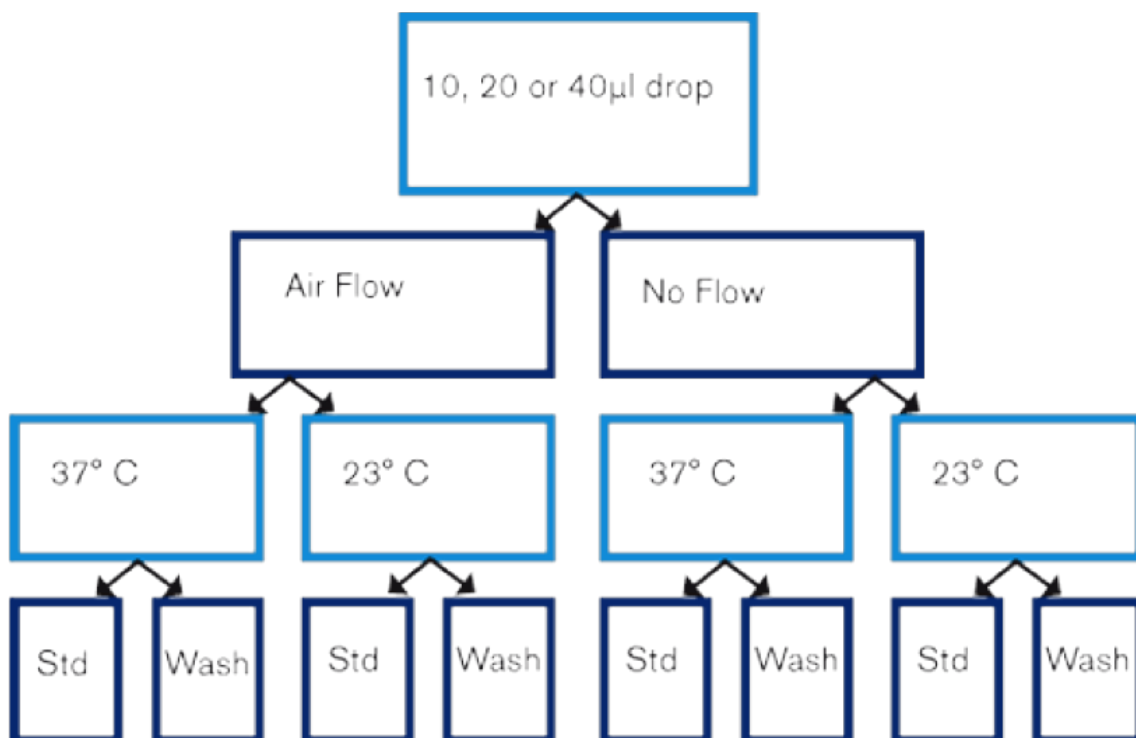 10, 20 or 40µl drop
Air Flow
No Flow
37° C
23° C
37° C
23° C
Std
Wash
Std
Wash
Std
Wash
Std
Wash